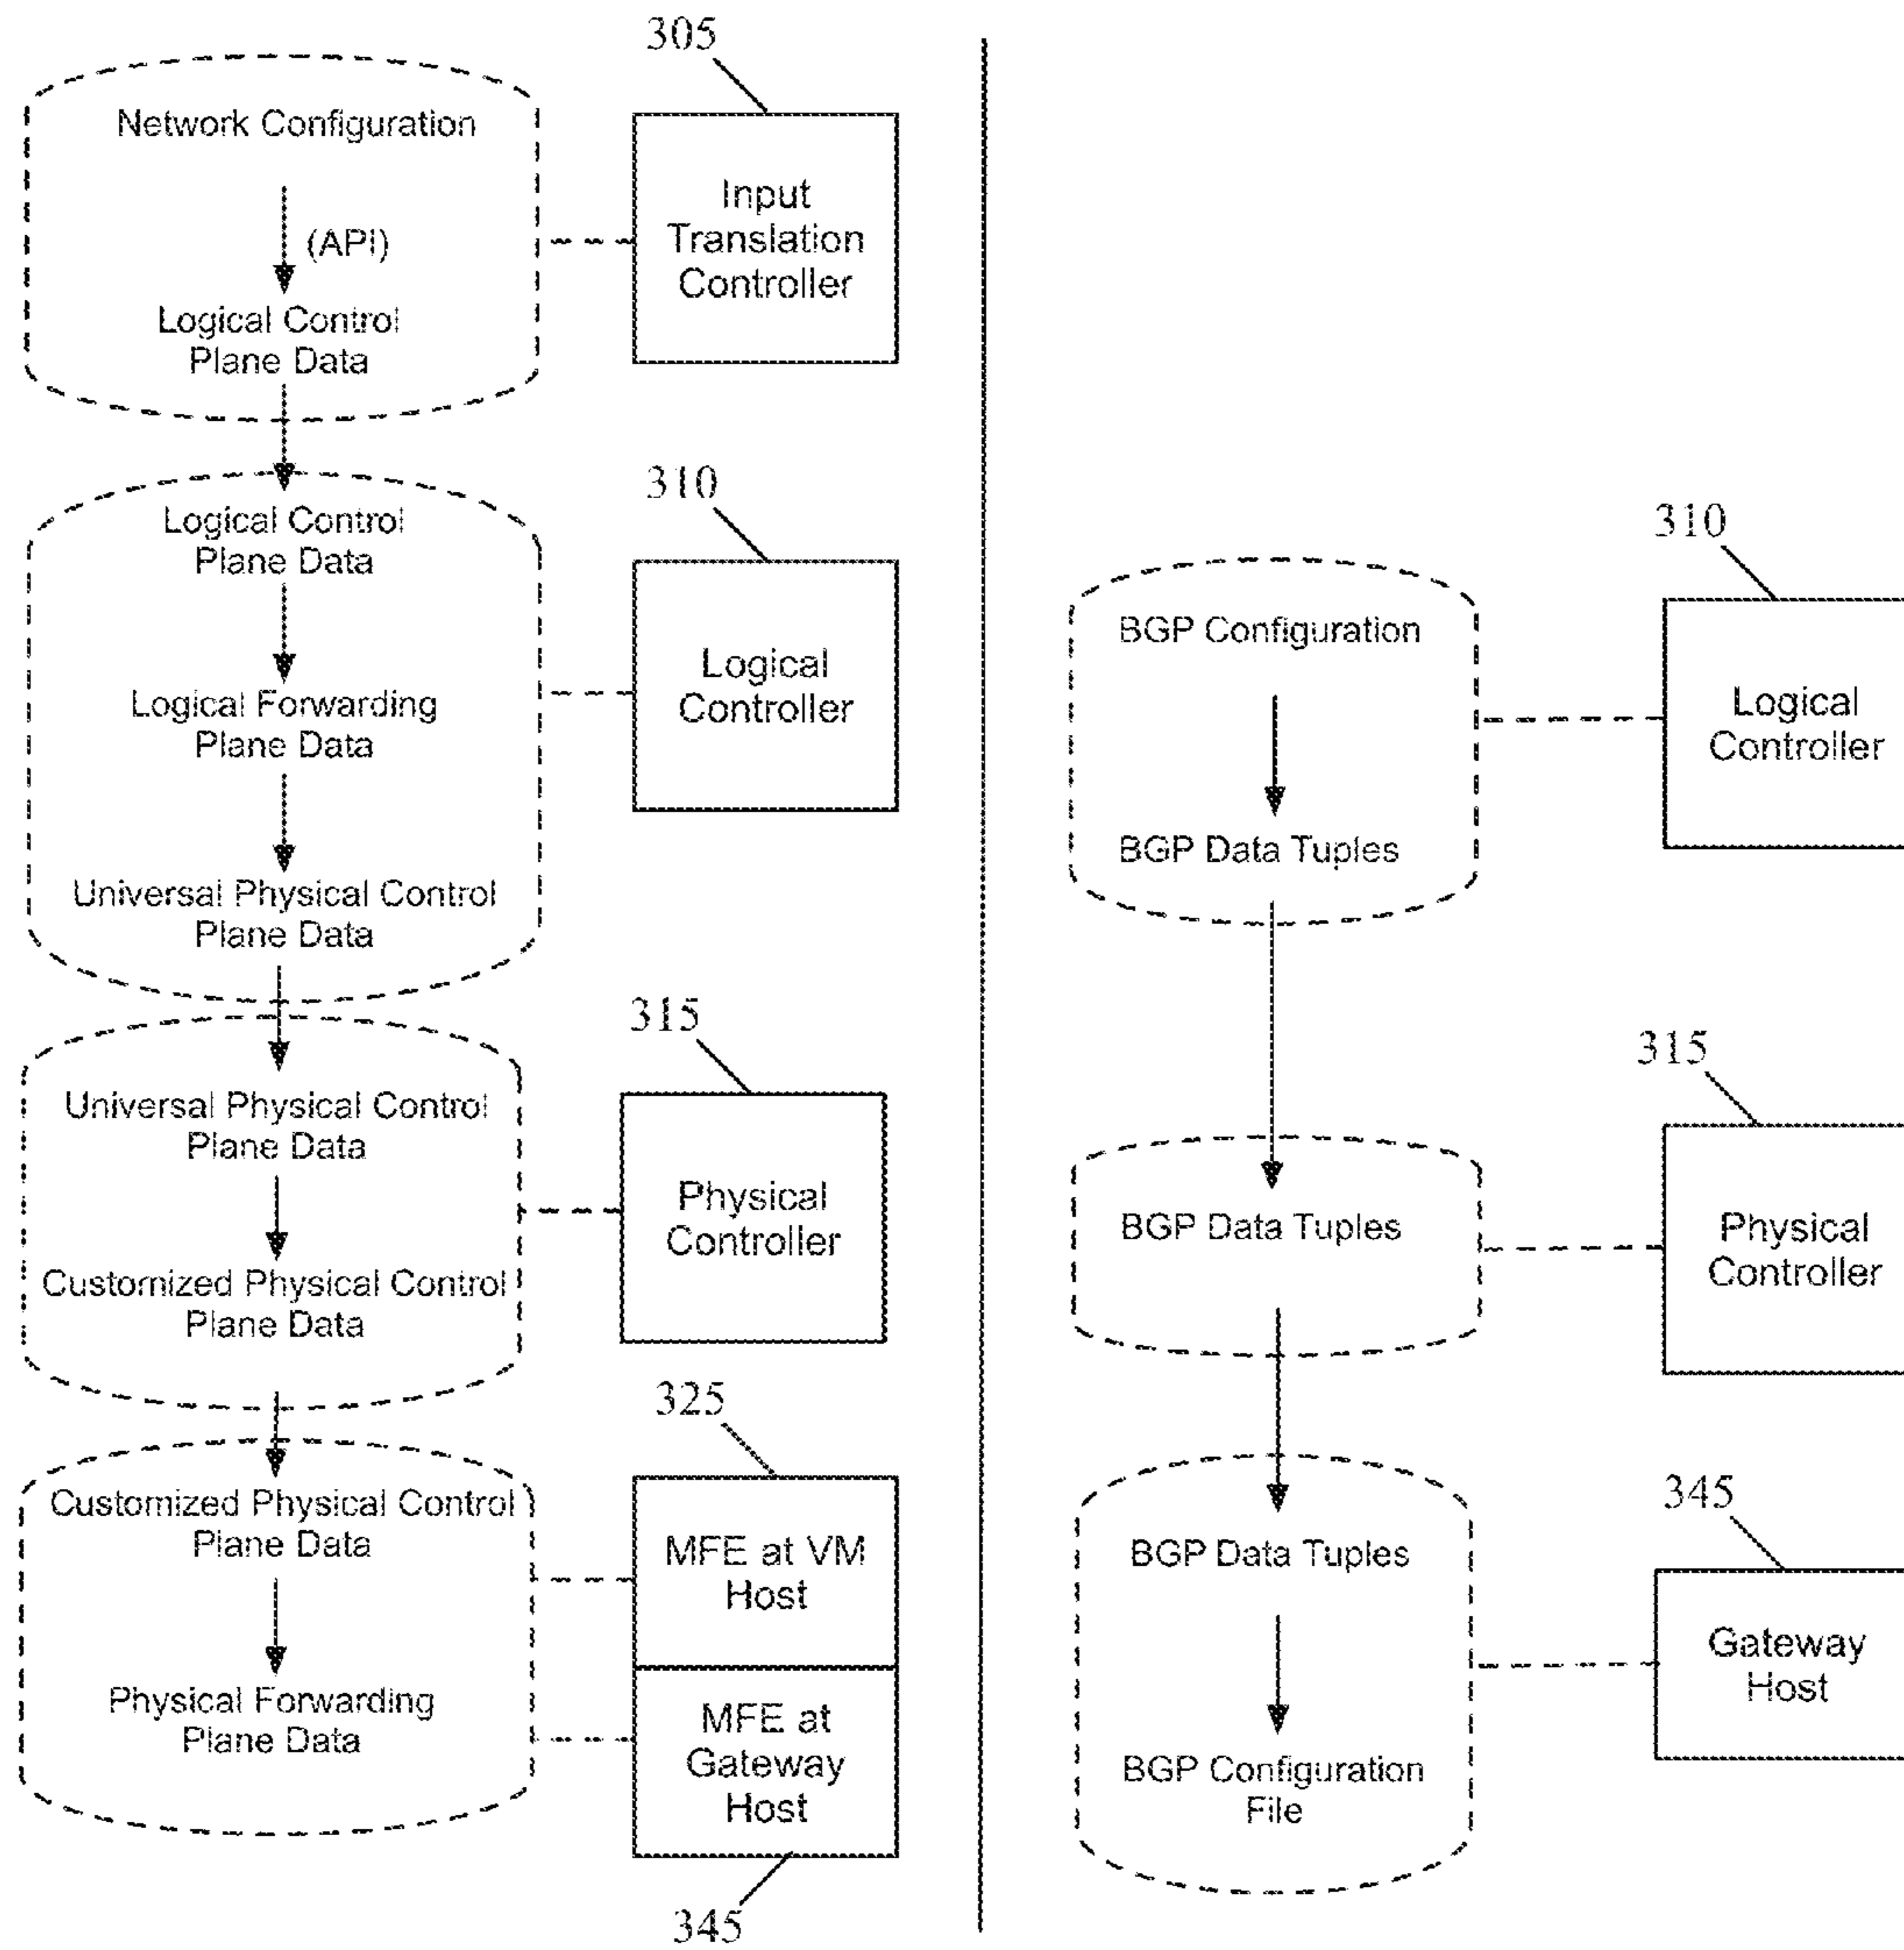 305
Network Configuration
(API)
Logical Control
Plane Data
Input
Translation
Controller
310
Logical Control
Plane Data
Logical Forwarding
Plane Data
Universal Physical Control
Plane Data
Logical
Controller
315
Universal Physical Control
Plane Data
Customized Physical Control
Plane Data
Physical
Controller
325
Customized Physical Control
Plane Data
Physical Forwarding
Plane Data
MFE at VM
Host
MFE at
Gateway
Host
345
310
BGP Configuration
BGP Data Tuples
Logical
Controller
315
BGP Data Tuples
Physical
Controller
345
BGP Data Tuples
BGP Configuration
File
Gateway
Host